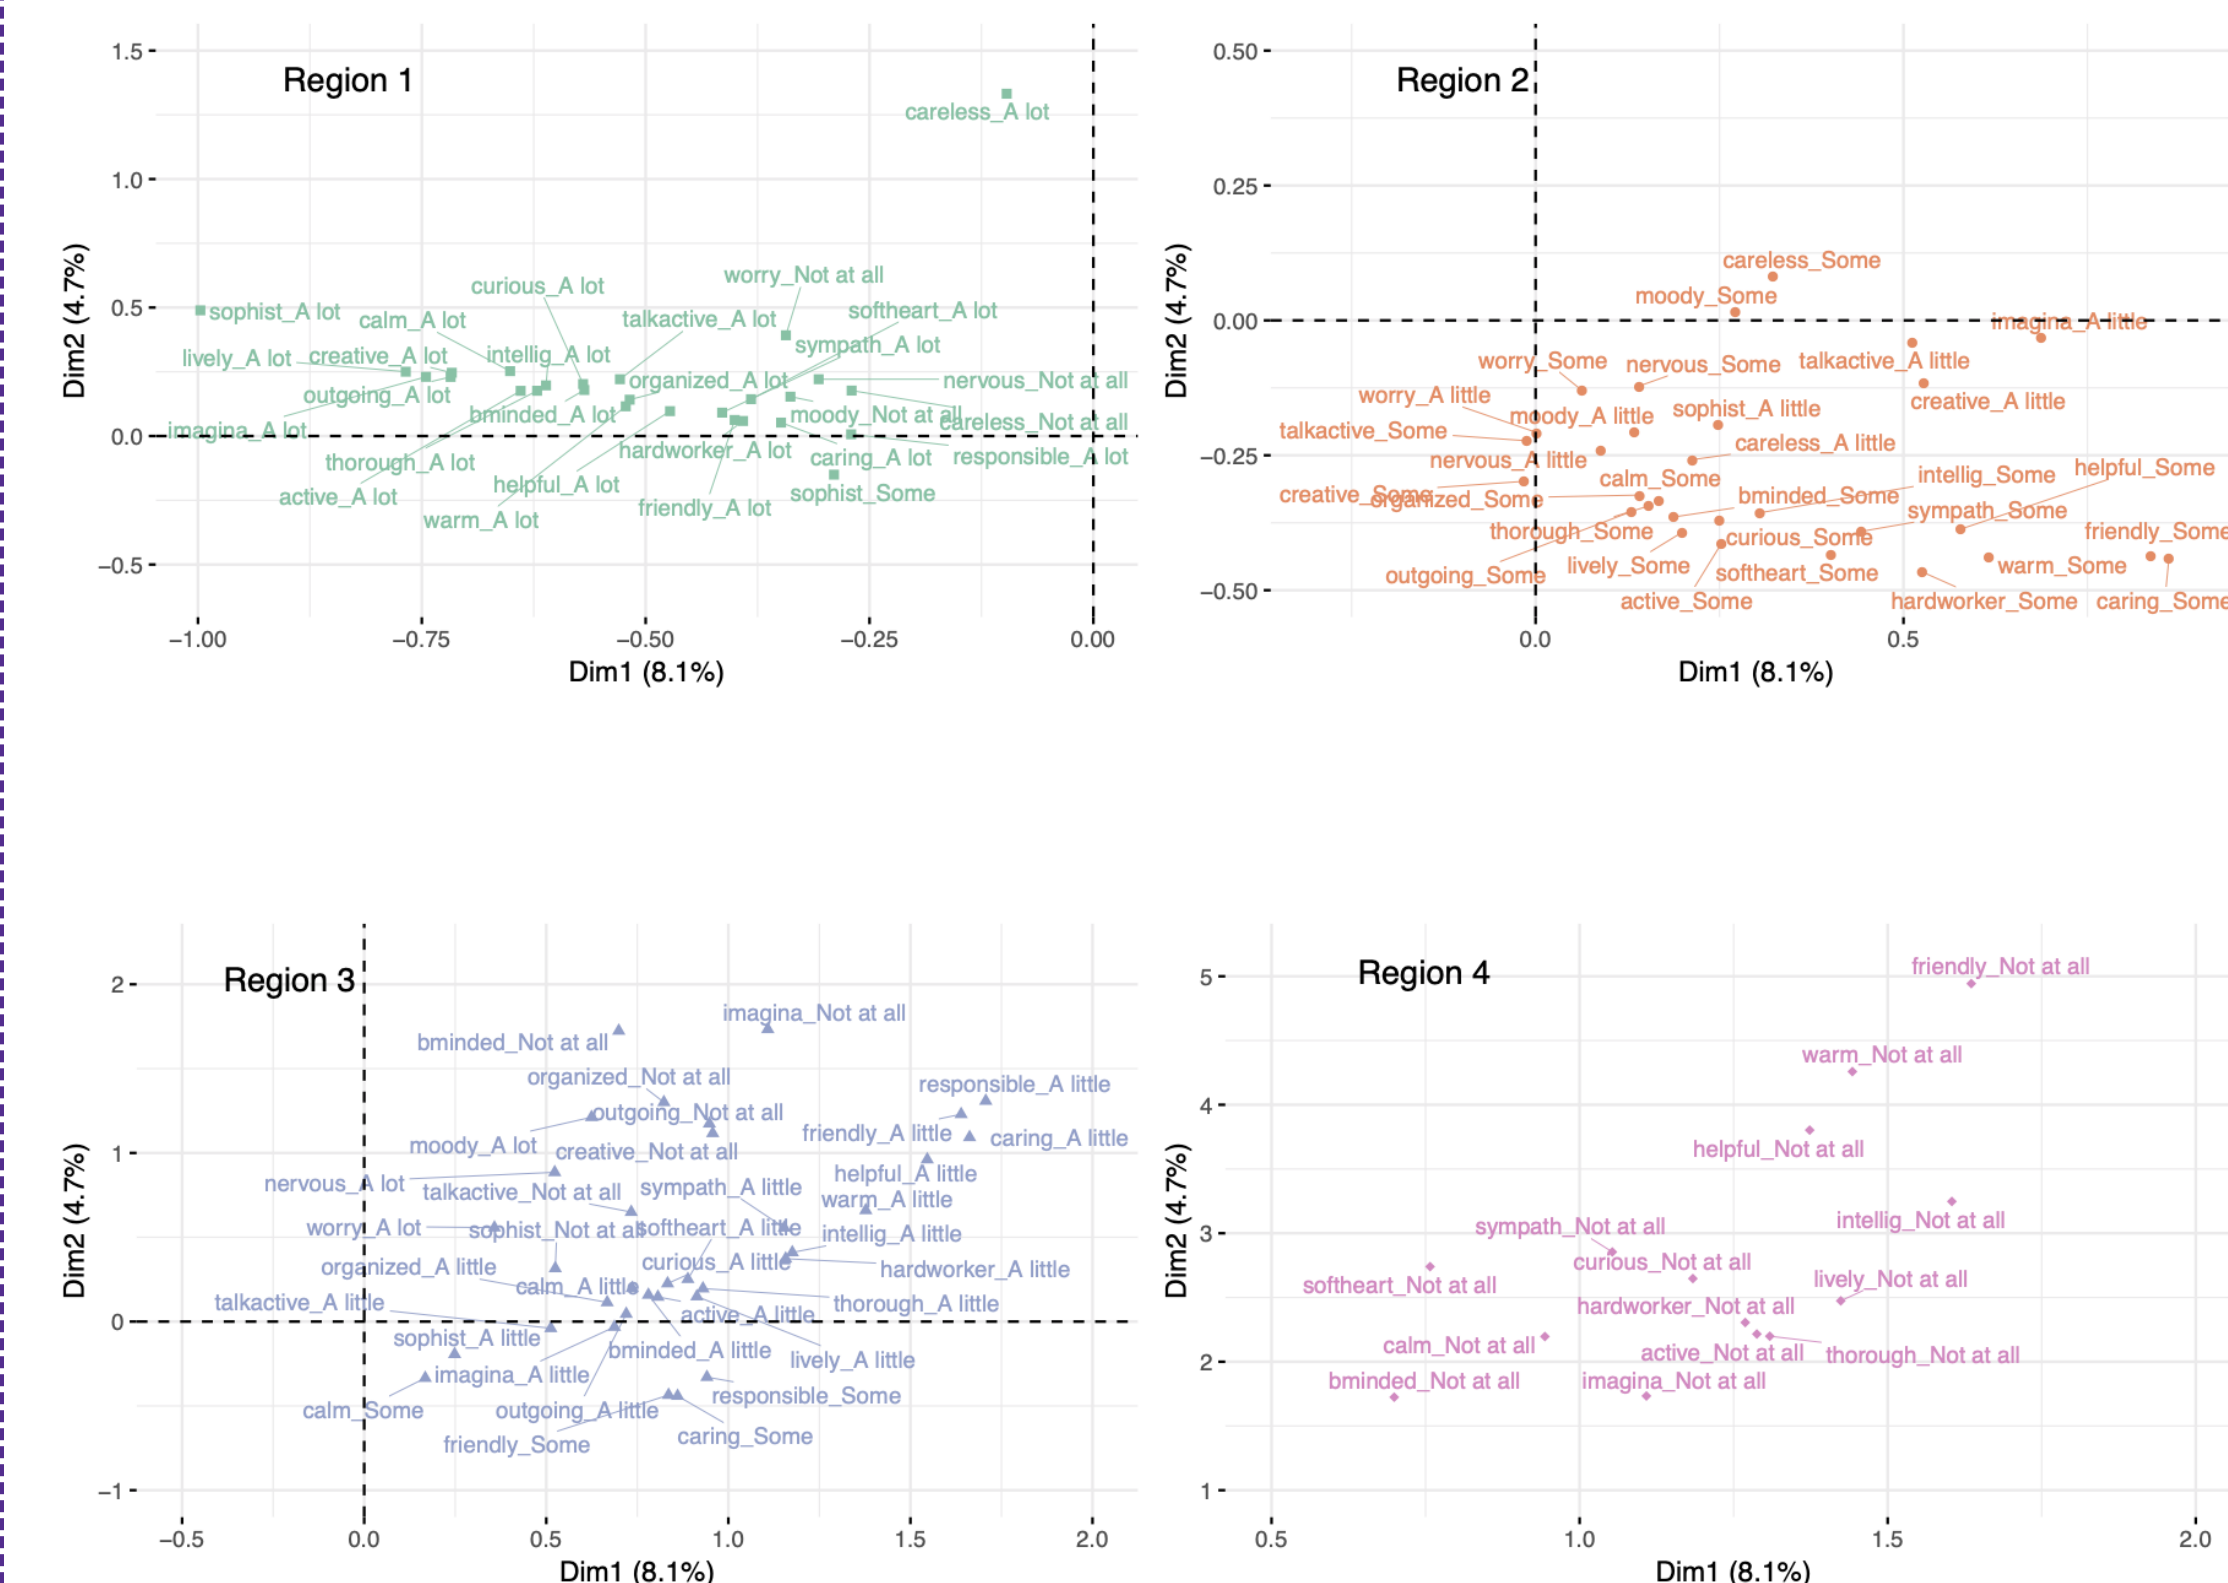 Region 1
1.5
1.0
0.5
0.0
−0.5
Dim2 (4.7%)
careless_A lot
worry_Not at all
curious_A lot
sophist_A lot
calm_A lot
talkactive_A lot
softheart_A lot
sympath_A lot
lively_A lot
creative_A lot
intellig_A lot
organized_A lot
nervous_Not at all
outgoing_A lot
bminded_A lot
moody_Not at all
careless_Not at all
imagina_A lot
hardworker_A lot
caring_A lot
responsible_A lot
thorough_A lot
helpful_A lot
sophist_Some
active_A lot
friendly_A lot
warm_A lot
−1.00
−0.75
−0.50
−0.25
0.00
Dim1 (8.1%)
Region 2
0.50
0.25
0.00
−0.25
−0.50
Dim2 (4.7%)
careless_Some
moody_Some
imagina_A little
worry_Some
nervous_Some
talkactive_A little
worry_A little
moody_A little
sophist_A little
creative_A little
talkactive_Some
careless_A little
nervous_A little
calm_Some
intellig_Some
helpful_Some
creative_Some
organized_Some
bminded_Some
sympath_Some
thorough_Some
curious_Some
friendly_Some
outgoing_Some
lively_Some
softheart_Some
warm_Some
active_Some
hardworker_Some
caring_Some
0.0
0.5
Dim1 (8.1%)
Region 3
2
1
0
−1
Dim2 (4.7%)
imagina_Not at all
bminded_Not at all
organized_Not at all
responsible_A little
outgoing_Not at all
moody_A lot
friendly_A little
caring_A little
creative_Not at all
helpful_A little
nervous_A lot
talkactive_Not at all
sympath_A little
warm_A little
worry_A lot
sophist_Not at all
softheart_A little
intellig_A little
organized_A little
curious_A little
hardworker_A little
calm_A little
talkactive_A little
active_A little
thorough_A little
sophist_A little
bminded_A little
lively_A little
imagina_A little
responsible_Some
calm_Some
outgoing_A little
friendly_Some
caring_Some
−0.5
0.0
0.5
1.0
1.5
2.0
Dim1 (8.1%)
Region 4
5
4
3
2
1
Dim2 (4.7%)
friendly_Not at all
warm_Not at all
helpful_Not at all
intellig_Not at all
sympath_Not at all
curious_Not at all
softheart_Not at all
lively_Not at all
hardworker_Not at all
calm_Not at all
active_Not at all
thorough_Not at all
bminded_Not at all
imagina_Not at all
0.5
1.0
1.5
2.0
Dim1 (8.1%)